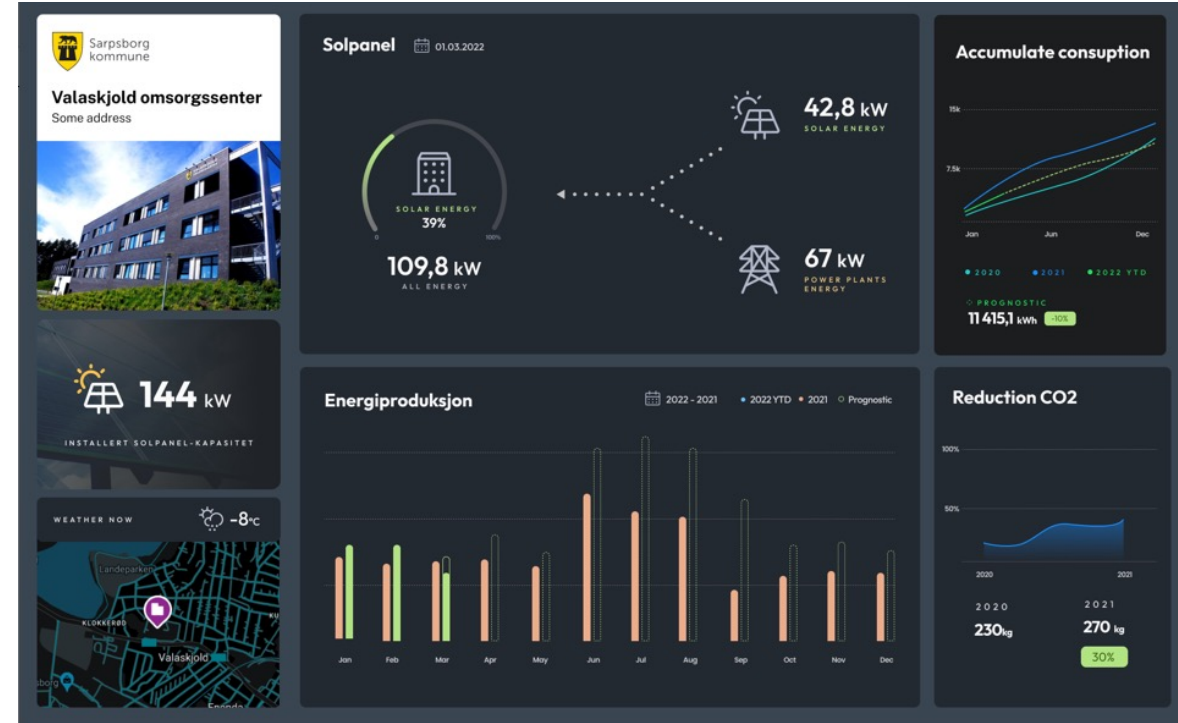 Sarpsborg
kommune
Valaskjold omsorgssenter
Some address
144 kW
INSTALLERT SOLPANEL-KAPASITET
WEATHER NOW
-8°C
Landeparken
KLOKKERØD
KU
Valaskjold
sborg
Enenda
Solpanel
01.03.2022
SOLAR ENERGY
39%
0
100%
109,8 kW
ALL ENERGY
42,8 kW
SOLAR ENERGY
67 kW
POWER PLANTS
ENERGY
Energiproduksjon
2022 - 2021
2022 YTD
2021
Prognostic
Jan Feb Mar Apr May Jun Jul Aug Sep Oct Nov Dec
Accumulate consuption
15k
7.5k
Jan Jun Dec
2020 2021 2022 YTD
PROGNOSTIC
11 415,1 kWh -10%
Reduction CO2
100%
50%
2020 2021
2020
230kg
2021
270 kg
30%